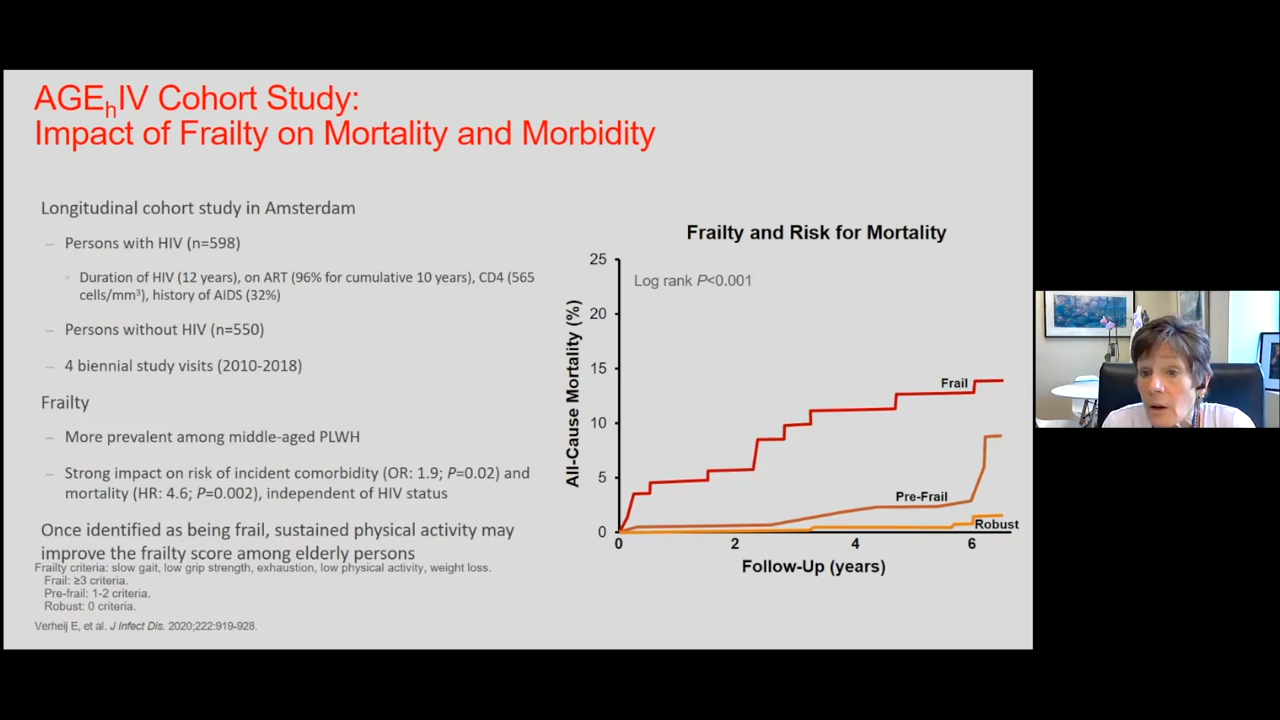 AGEhIV Cohort Study:
Impact of Frailty on Mortality and Morbidity
Longitudinal cohort study in Amsterdam
– Persons with HIV (n=598)
◦ Duration of HIV (12 years), on ART (96% for cumulative 10 years), CD4 (565
cells/mm³), history of AIDS (32%)
– Persons without HIV (n=550)
– 4 biennial study visits (2010-2018)
Frailty
– More prevalent among middle-aged PLWH
– Strong impact on risk of incident comorbidity (OR: 1.9; P=0.02) and
mortality (HR: 4.6; P=0.002), independent of HIV status
Once identified as being frail, sustained physical activity may
improve the frailty score among elderly persons
Frailty criteria: slow gait, low grip strength, exhaustion, low physical activity, weight loss.
Frail: ≥3 criteria.
Pre-frail: 1-2 criteria.
Robust: 0 criteria.
Verheij E, et al. J Infect Dis. 2020;222:919-928.
Frailty and Risk for Mortality
Log rank P<0.001
All-Cause Mortality (%)
25
20
15
10
5
0
Frail
Pre-Frail
Robust
0 2 4 6
Follow-Up (years)